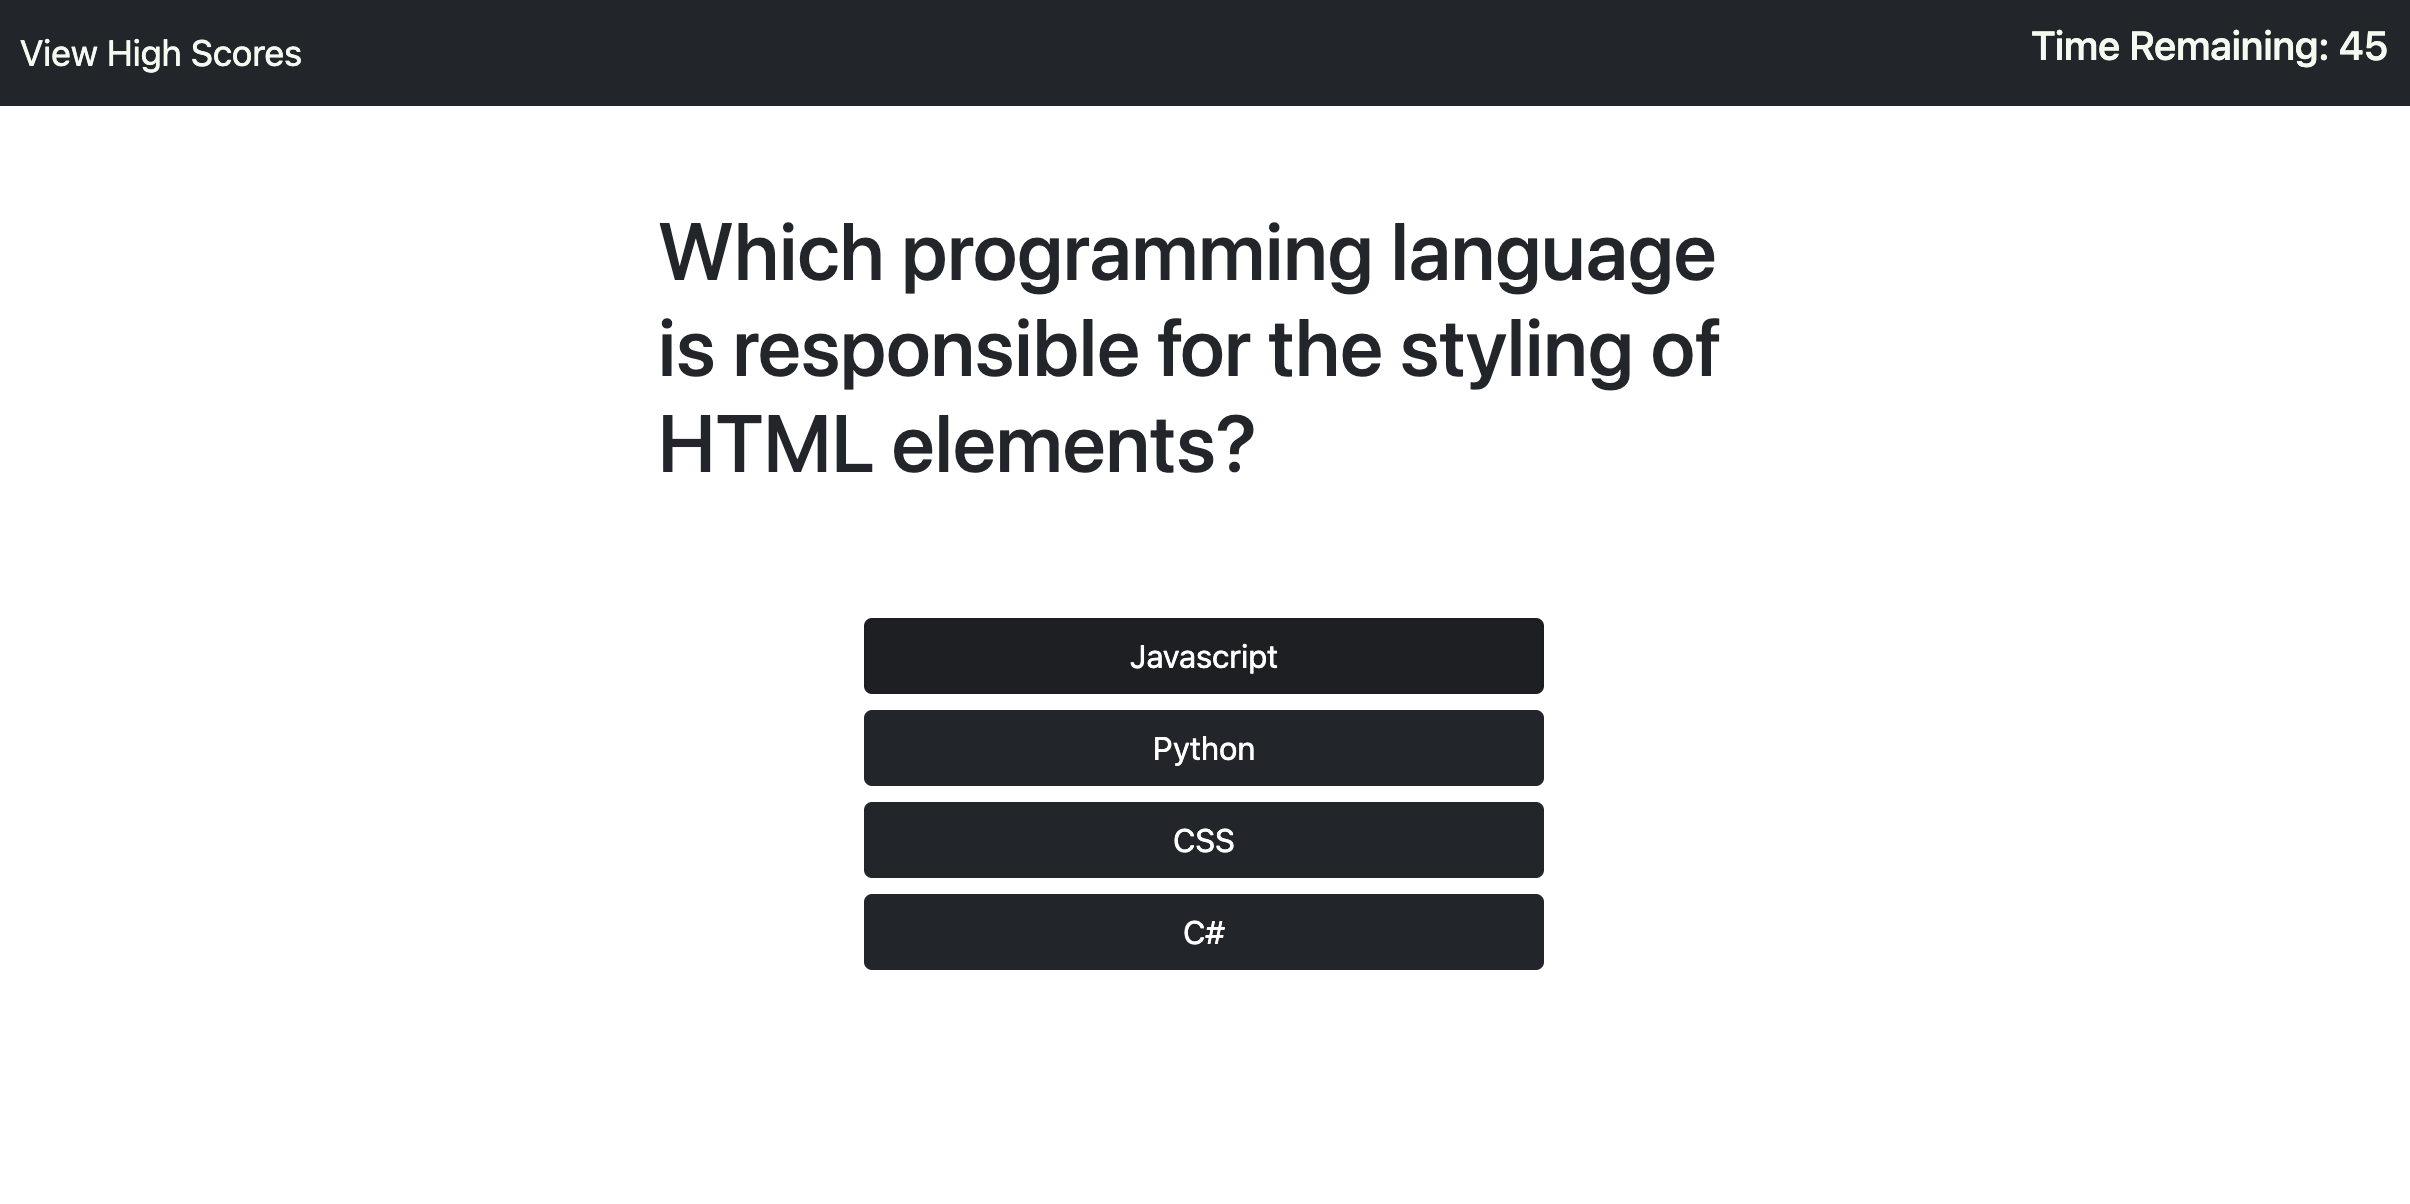 View High Scores
Time Remaining: 45
Which programming language
is responsible for the styling of
HTML elements?
Javascript
Python
CSS
C#